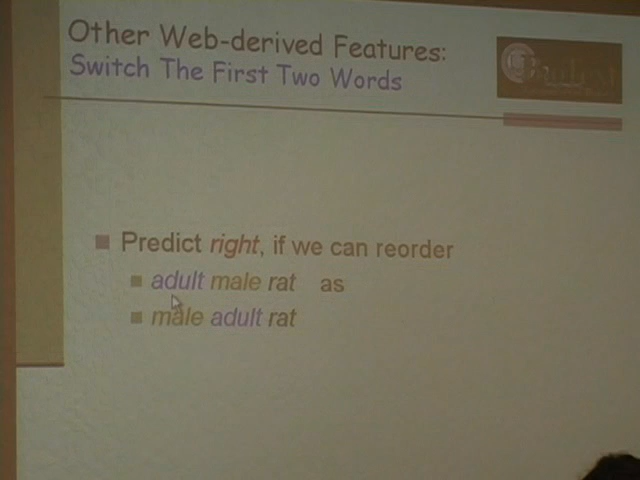 Other Web-derived Features:
Switch The First Two Words
Predict right, if we can reorder
adult male rat as
male adult rat